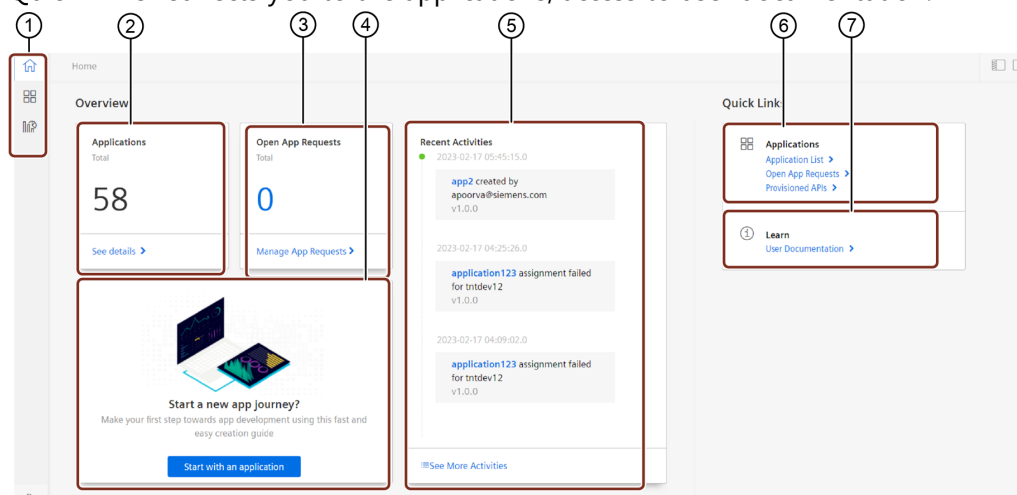 1
2
3
4
5
6
7
Home
Overview
Quick Links
Applications
Total
58
See details
Open App Requests
Total
0
Manage App Requests
Start a new app journey?
Make your first step towards app development using this fast and
easy creation guide
Start with an application
Recent Activities
2023-02-17 05:45:15.0
app2 created by
apoorva@siemens.com
v1.0.0
2023-02-17 04:25:26.0
application123 assignment failed
for tntdev12
v1.0.0
2023-02-17 04:09:02.0
application123 assignment failed
for tntdev12
v1.0.0
See More Activities
Applications
Application List
Open App Requests
Provisioned APIs
Learn
User Documentation